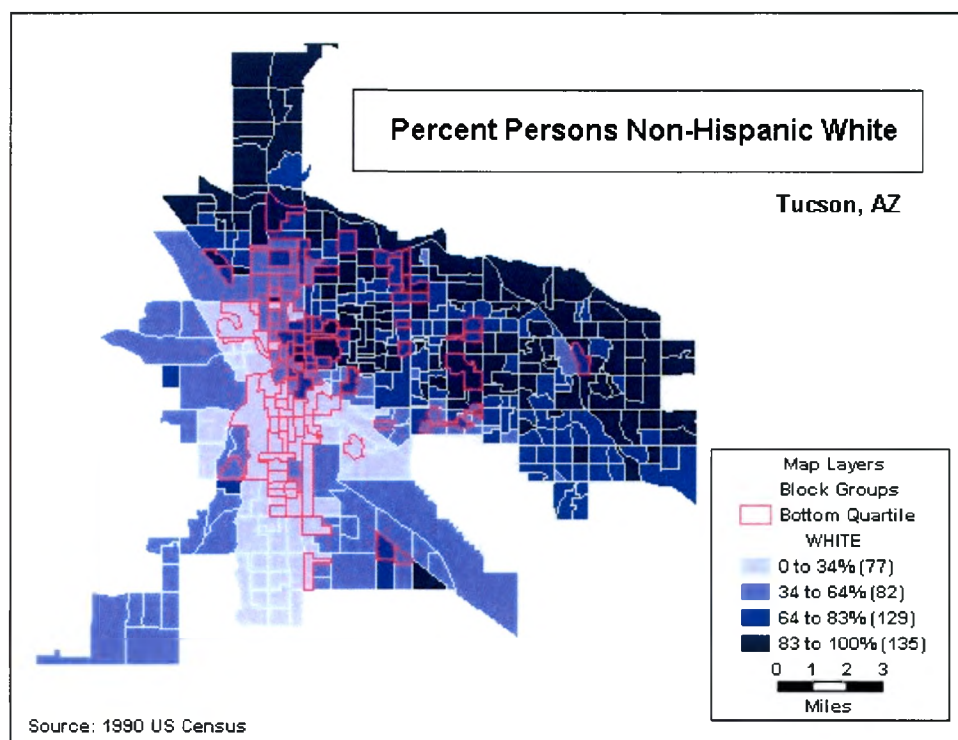 Percent Persons Non-Hispanic White
Tucson, AZ
Map Layers
Block Groups
Bottom Quartile
WHITE
0 to 34% (77)
34 to 64% (82)
64 to 83% (129)
83 to 100% (135)
0 1 2 3
Miles
Source: 1990 US Census